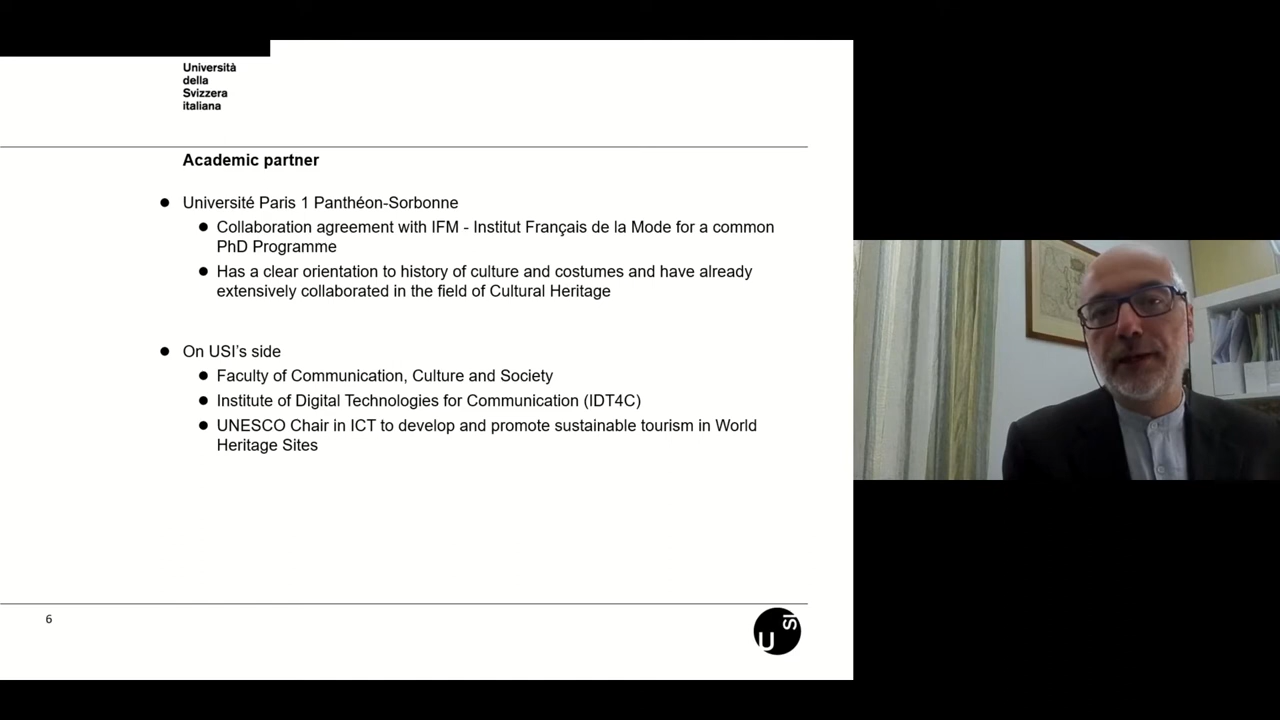 Università
della
Svizzera
italiana
Academic partner
● Université Paris 1 Panthéon-Sorbonne
● Collaboration agreement with IFM - Institut Français de la Mode for a common
PhD Programme
● Has a clear orientation to history of culture and costumes and have already
extensively collaborated in the field of Cultural Heritage
● On USI's side
● Faculty of Communication, Culture and Society
● Institute of Digital Technologies for Communication (IDT4C)
● UNESCO Chair in ICT to develop and promote sustainable tourism in World
Heritage Sites
6
U
SI